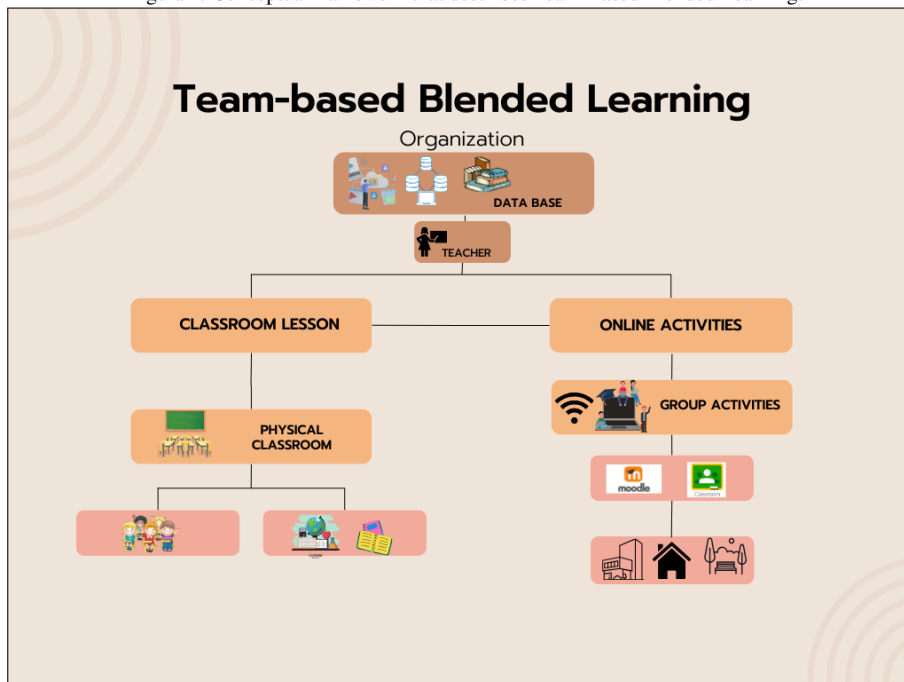 Team-based Blended Learning
Organization
DATA BASE
TEACHER
CLASSROOM LESSON
ONLINE ACTIVITIES
GROUP ACTIVITIES
PHYSICAL
CLASSROOM
moodle
Classroom